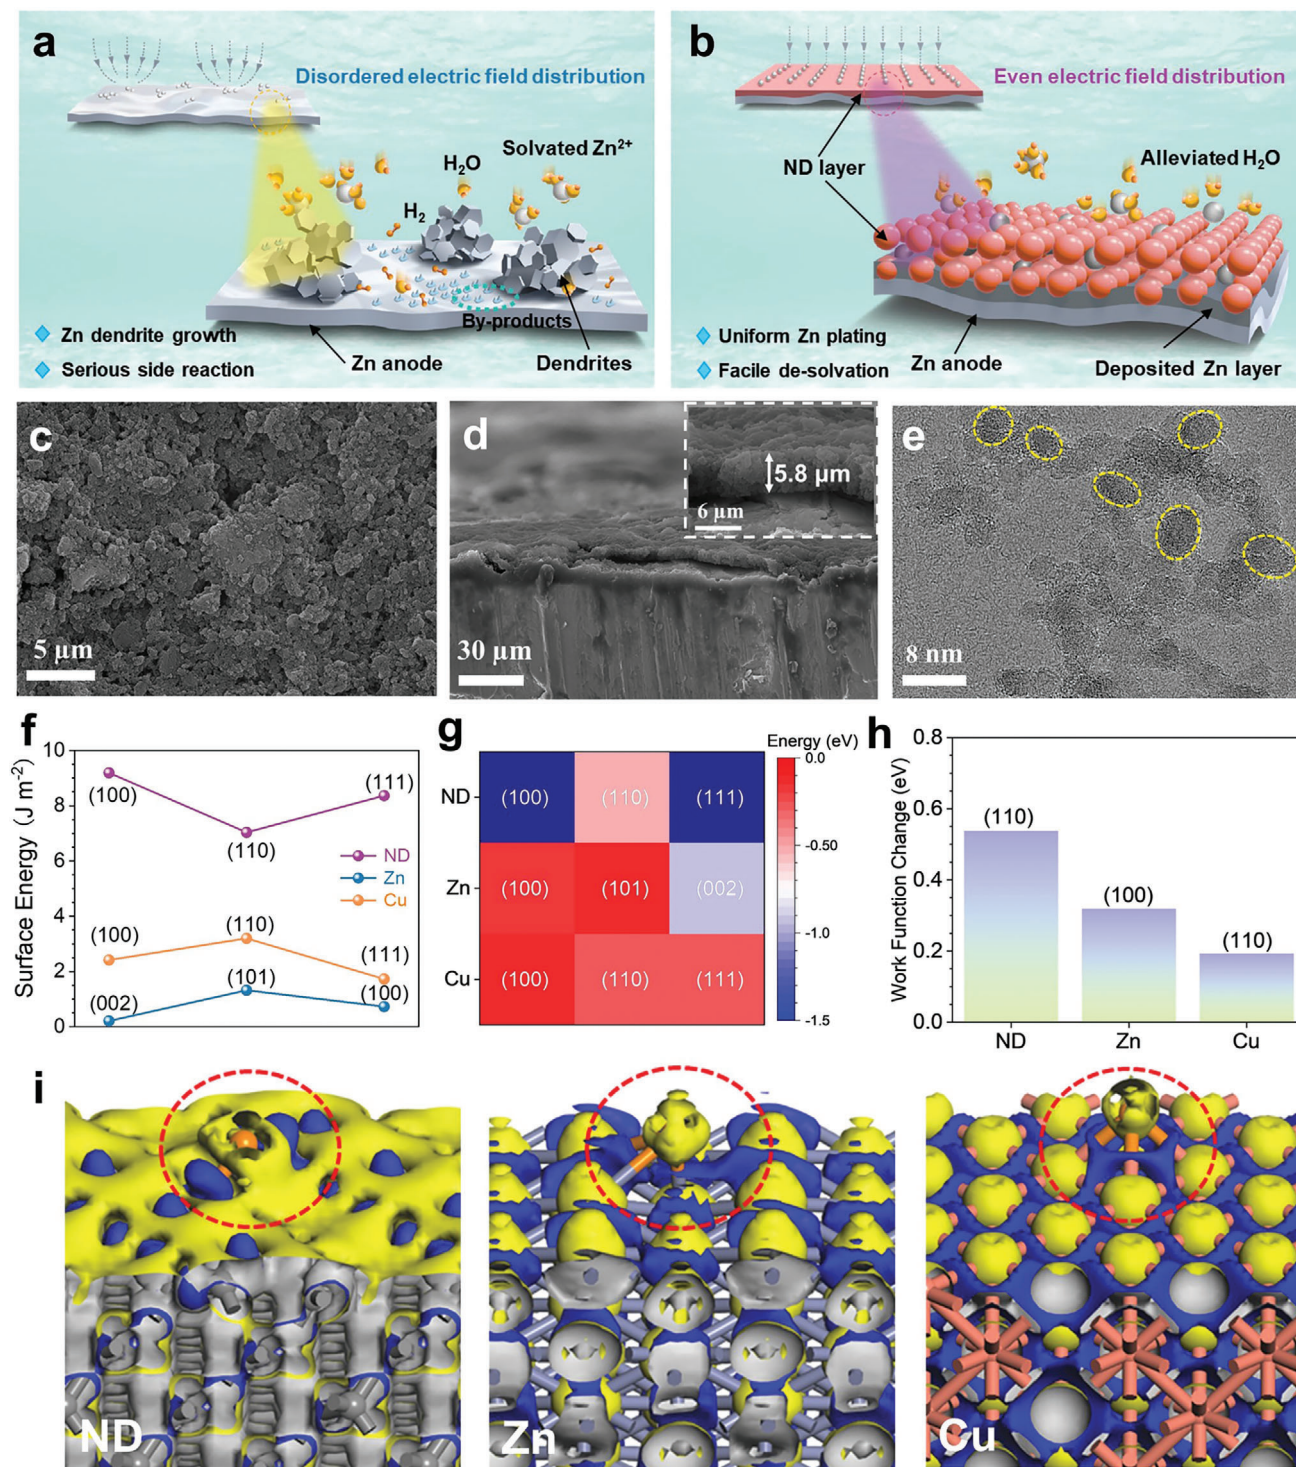 a
Disordered electric field distribution
H₂O
Solvated Zn²⁺
H₂
By-products
Zn dendrite growth
Serious side reaction
Zn anode
Dendrites
b
Even electric field distribution
ND layer
Alleviated H₂O
Uniform Zn plating
Facile de-solvation
Zn anode
Deposited Zn layer
c
5 µm
d
5.8 µm
6 µm
30 µm
e
8 nm
f
Surface Energy (J m⁻²)
10
8
6
4
2
0
(100)
(110)
(111)
ND
Zn
Cu
(100)
(110)
(111)
(002)
(101)
(100)
g
Energy (eV)
ND
(100)
(110)
(111)
Zn
(100)
(101)
(002)
Cu
(100)
(110)
(111)
0.0
-0.50
-1.0
-1.5
h
Work Function Change (eV)
0.8
0.6
0.4
0.2
0.0
(110)
(100)
(110)
ND
Zn
Cu
i
ND
Zn
Cu